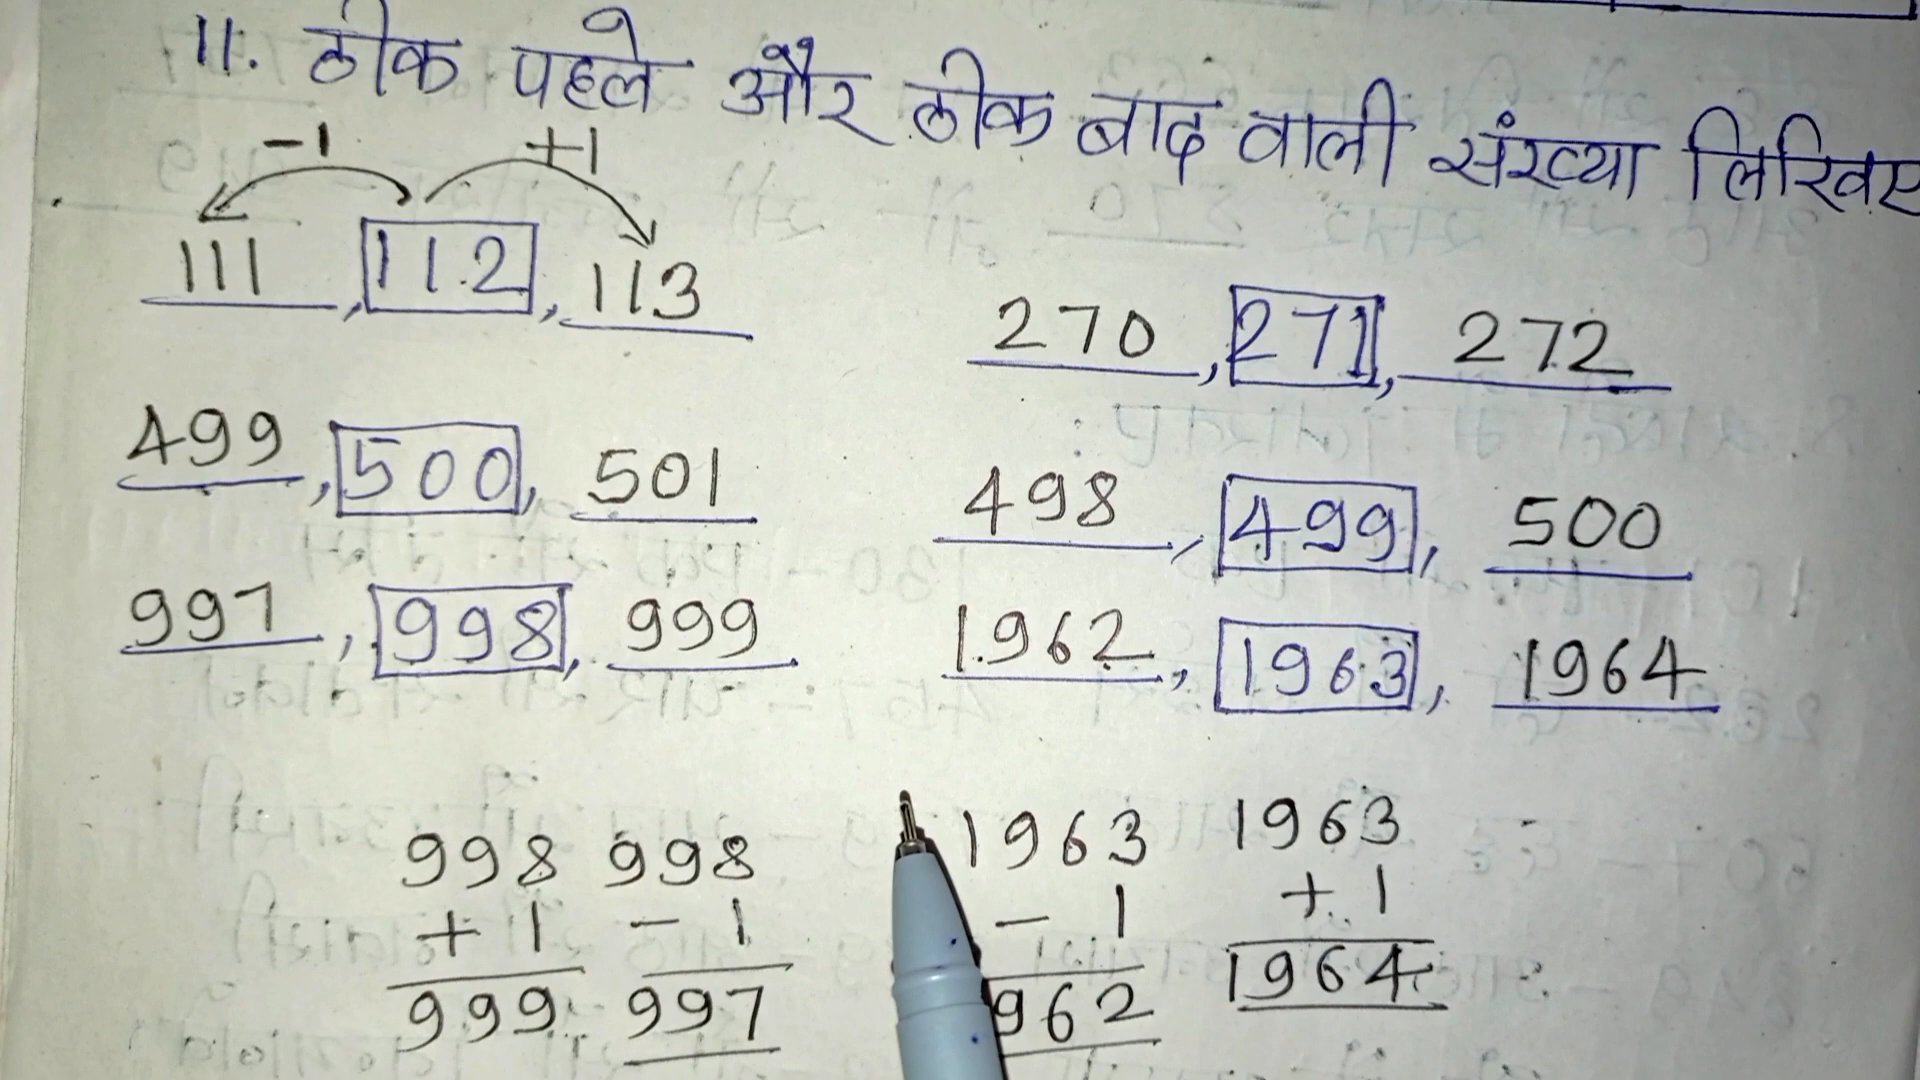 11. ठीक पहले और ठीक बाद वाली संख्या लिखिए
-1 +1
111, 112, 113
270, 271, 272
499, 500, 501
498, 499, 500
997, 998, 999
1962, 1963, 1964
998 998 1963 1963
+ 1 - 1 - 1 + 1
999 997 962 1964